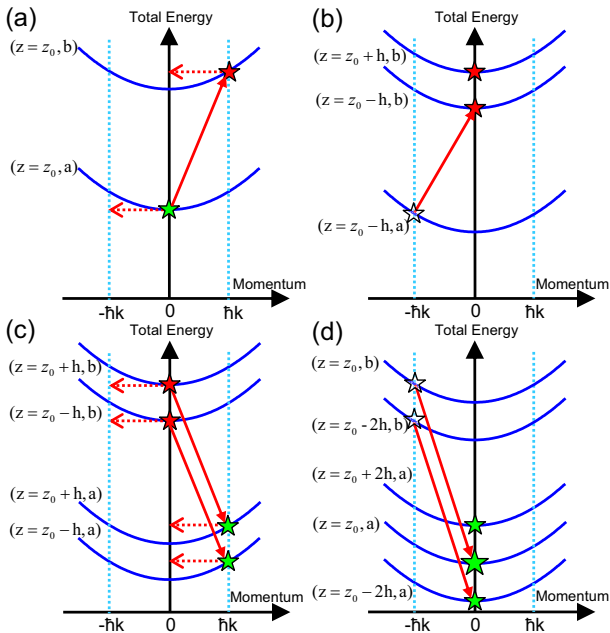 (a)
Total Energy
(z = z₀, b)
(z = z₀, a)
Momentum
-ħk
0
ħk
(b)
Total Energy
(z = z₀ + h, b)
(z = z₀ − h, b)
(z = z₀ − h, a)
Momentum
-ħk
0
ħk
(c)
Total Energy
(z = z₀ + h, b)
(z = z₀ − h, b)
(z = z₀ + h, a)
(z = z₀ − h, a)
Momentum
-ħk
0
ħk
(d)
Total Energy
(z = z₀, b)
(z = z₀ - 2h, b)
(z = z₀ + 2h, a)
(z = z₀, a)
(z = z₀ − 2h, a)
Momentum
-ħk
0
ħk